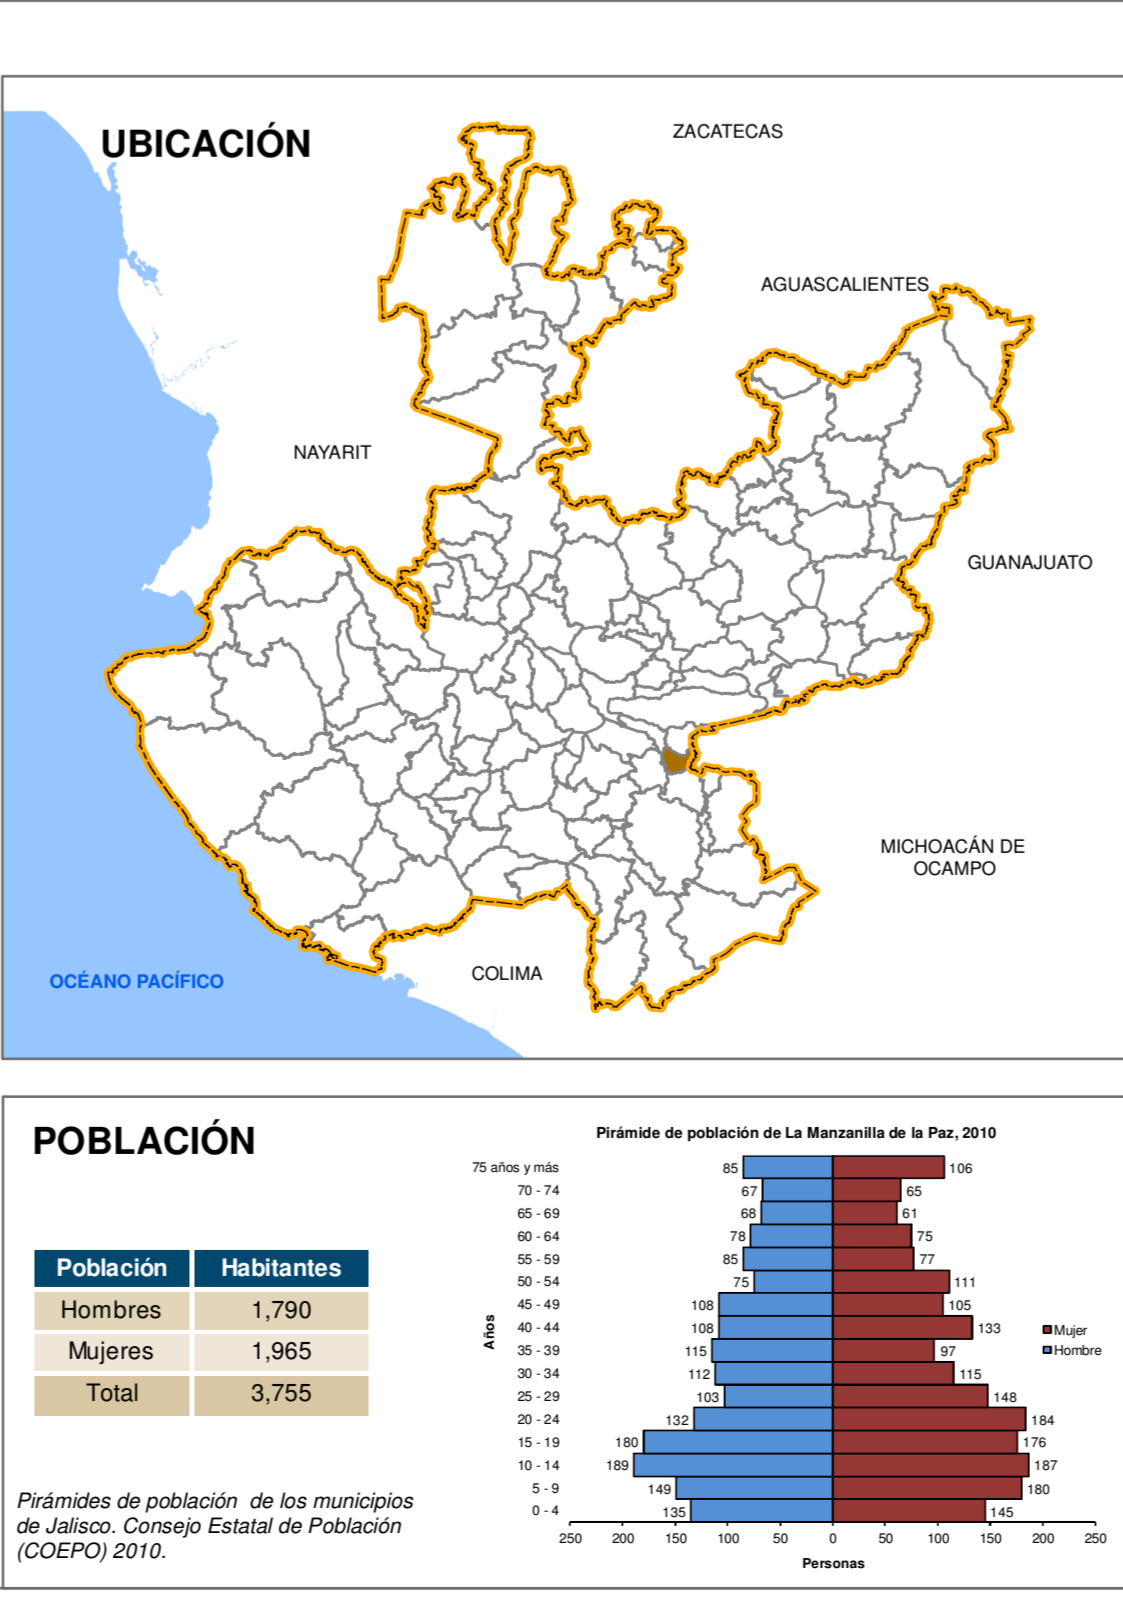 UBICACIÓN
ZACATECAS
AGUASCALIENTES
NAYARIT
GUANAJUATO
MICHOACÁN DE
OCAMPO
COLIMA
OCÉANO PACÍFICO
POBLACIÓN
Población Habitantes
Hombres 1,790
Mujeres 1,965
Total 3,755
Pirámides de población de los municipios
de Jalisco. Consejo Estatal de Población
(COEPO) 2010.
Pirámide de población de La Manzanilla de la Paz, 2010
75 años y más 85 106
70 - 74 67 65
65 - 69 68 61
60 - 64 78 75
55 - 59 85 77
50 - 54 75 111
45 - 49 108 105
40 - 44 108 133
35 - 39 115 97
30 - 34 112 115
25 - 29 103 148
20 - 24 132 184
15 - 19 180 176
10 - 14 189 187
5 - 9 149 180
0 - 4 135 145
250 200 150 100 50 0 50 100 150 200 250
Personas
Años
Mujer
Hombre